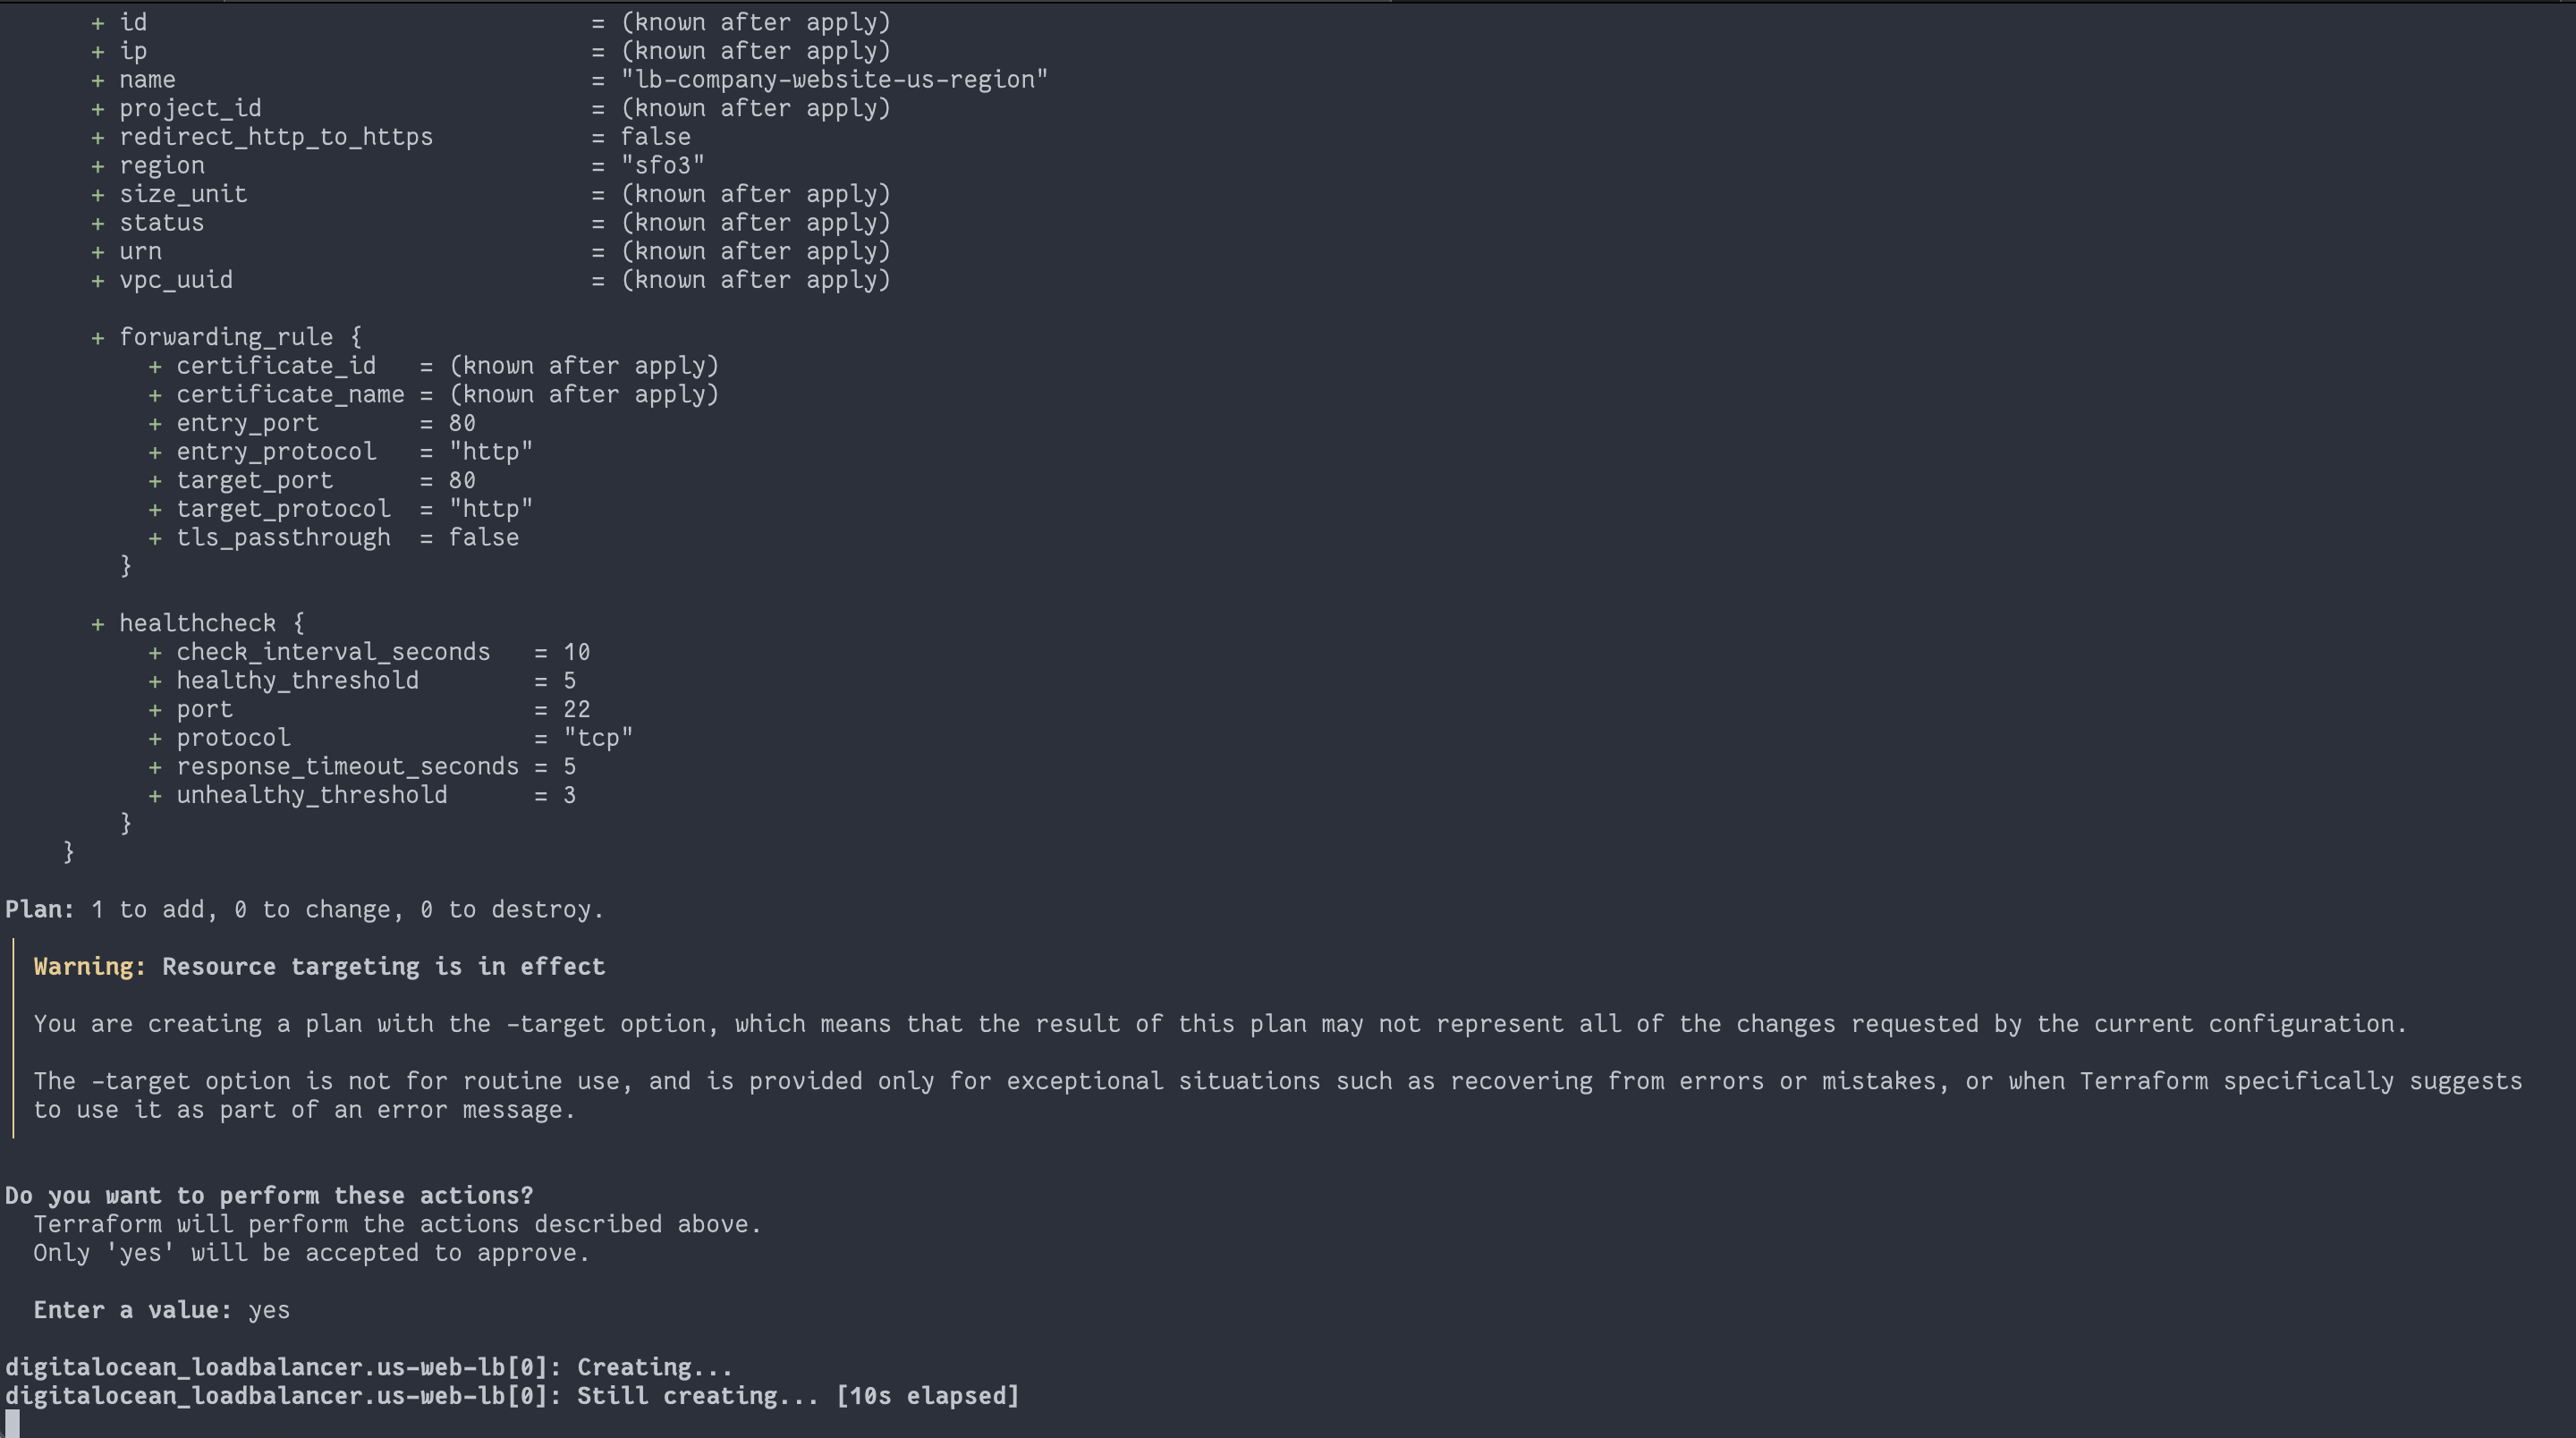 + id = (known after apply)
+ ip = (known after apply)
+ name = "lb-company-website-us-region"
+ project_id = (known after apply)
+ redirect_http_to_https = false
+ region = "sfo3"
+ size_unit = (known after apply)
+ status = (known after apply)
+ urn = (known after apply)
+ vpc_uuid = (known after apply)
+ forwarding_rule {
+ certificate_id = (known after apply)
+ certificate_name = (known after apply)
+ entry_port = 80
+ entry_protocol = "http"
+ target_port = 80
+ target_protocol = "http"
+ tls_passthrough = false
}
+ healthcheck {
+ check_interval_seconds = 10
+ healthy_threshold = 5
+ port = 22
+ protocol = "tcp"
+ response_timeout_seconds = 5
+ unhealthy_threshold = 3
}
}
Plan: 1 to add, 0 to change, 0 to destroy.
Warning: Resource targeting is in effect
You are creating a plan with the -target option, which means that the result of this plan may not represent all of the changes requested by the current configuration.
The -target option is not for routine use, and is provided only for exceptional situations such as recovering from errors or mistakes, or when Terraform specifically suggests
to use it as part of an error message.
Do you want to perform these actions?
Terraform will perform the actions described above.
Only 'yes' will be accepted to approve.
Enter a value: yes
digitalocean_loadbalancer.us-web-lb[0]: Creating...
digitalocean_loadbalancer.us-web-lb[0]: Still creating... [10s elapsed]